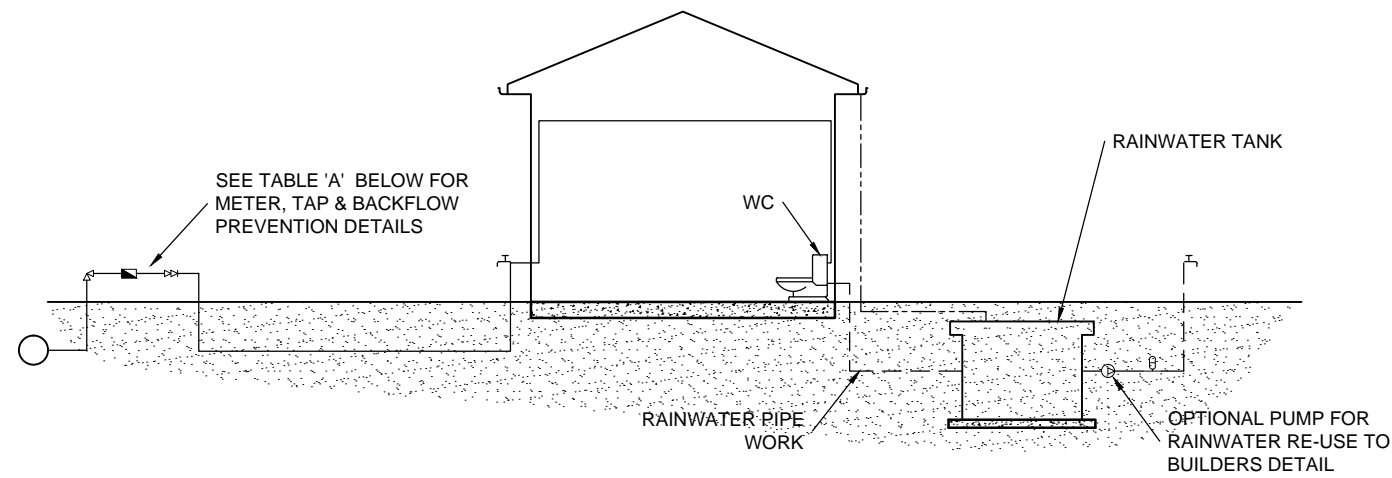 SEE TABLE 'A' BELOW FOR
METER, TAP & BACKFLOW
PREVENTION DETAILS
WC
RAINWATER TANK
RAINWATER PIPE
WORK
OPTIONAL PUMP FOR
RAINWATER RE-USE TO
BUILDERS DETAIL